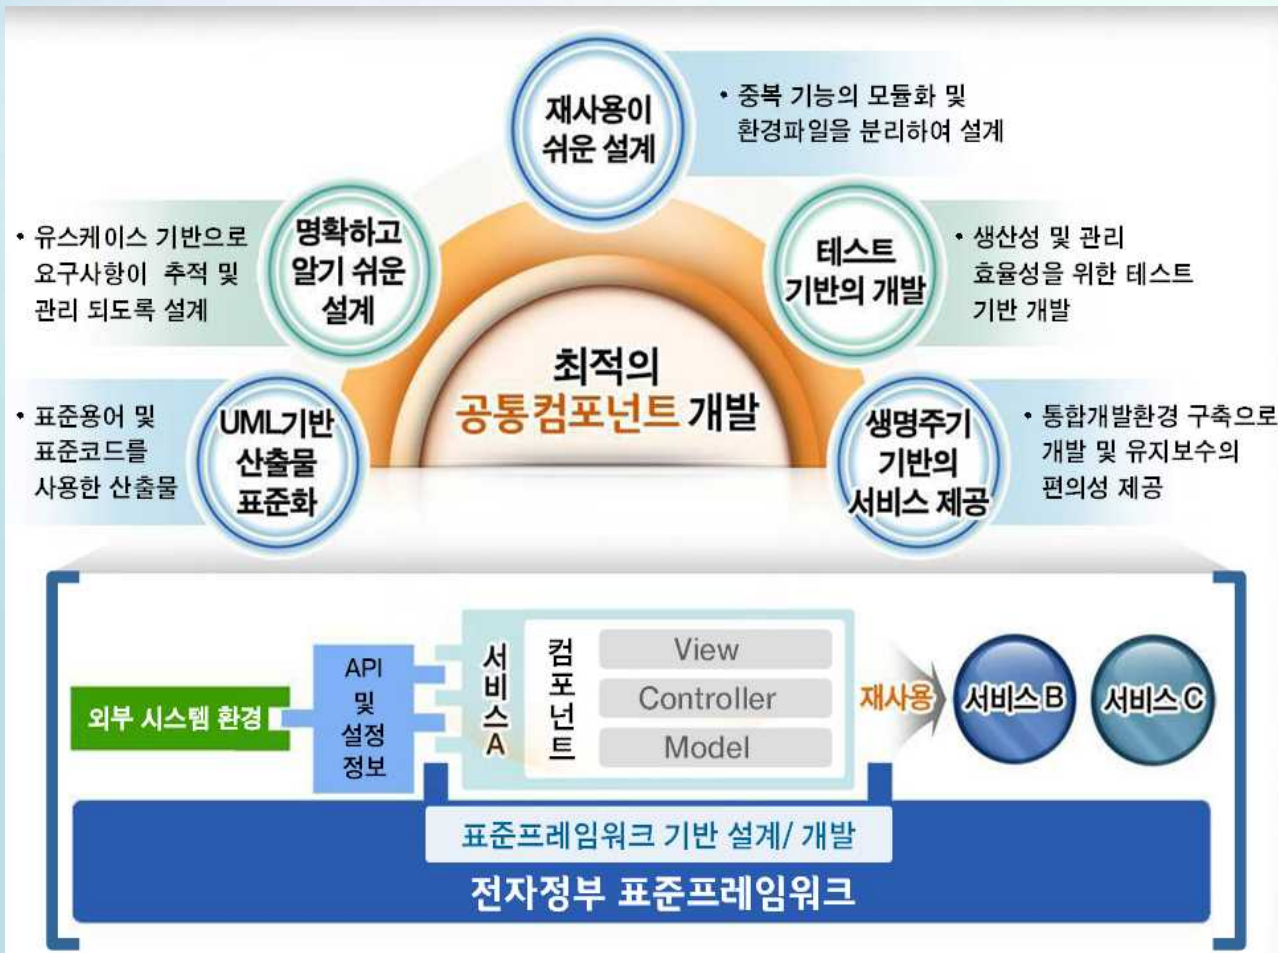 재사용이
쉬운 설계
• 중복 기능의 모듈화 및
환경파일을 분리하여 설계
• 유스케이스 기반으로
요구사항이 추적 및
관리 되도록 설계
명확하고
알기 쉬운
설계
테스트
기반의 개발
• 생산성 및 관리
효율성을 위한 테스트
기반 개발
최적의
공통컴포넌트 개발
• 표준용어 및
표준코드를
사용한 산출물
UML기반
산출물
표준화
생명주기
기반의
서비스 제공
• 통합개발환경 구축으로
개발 및 유지보수의
편의성 제공
외부 시스템 환경
API
및
설정
정보
서비스A
컴포넌트
View
Controller
Model
재사용
서비스 B
서비스 C
표준프레임워크 기반 설계/ 개발
전자정부 표준프레임워크